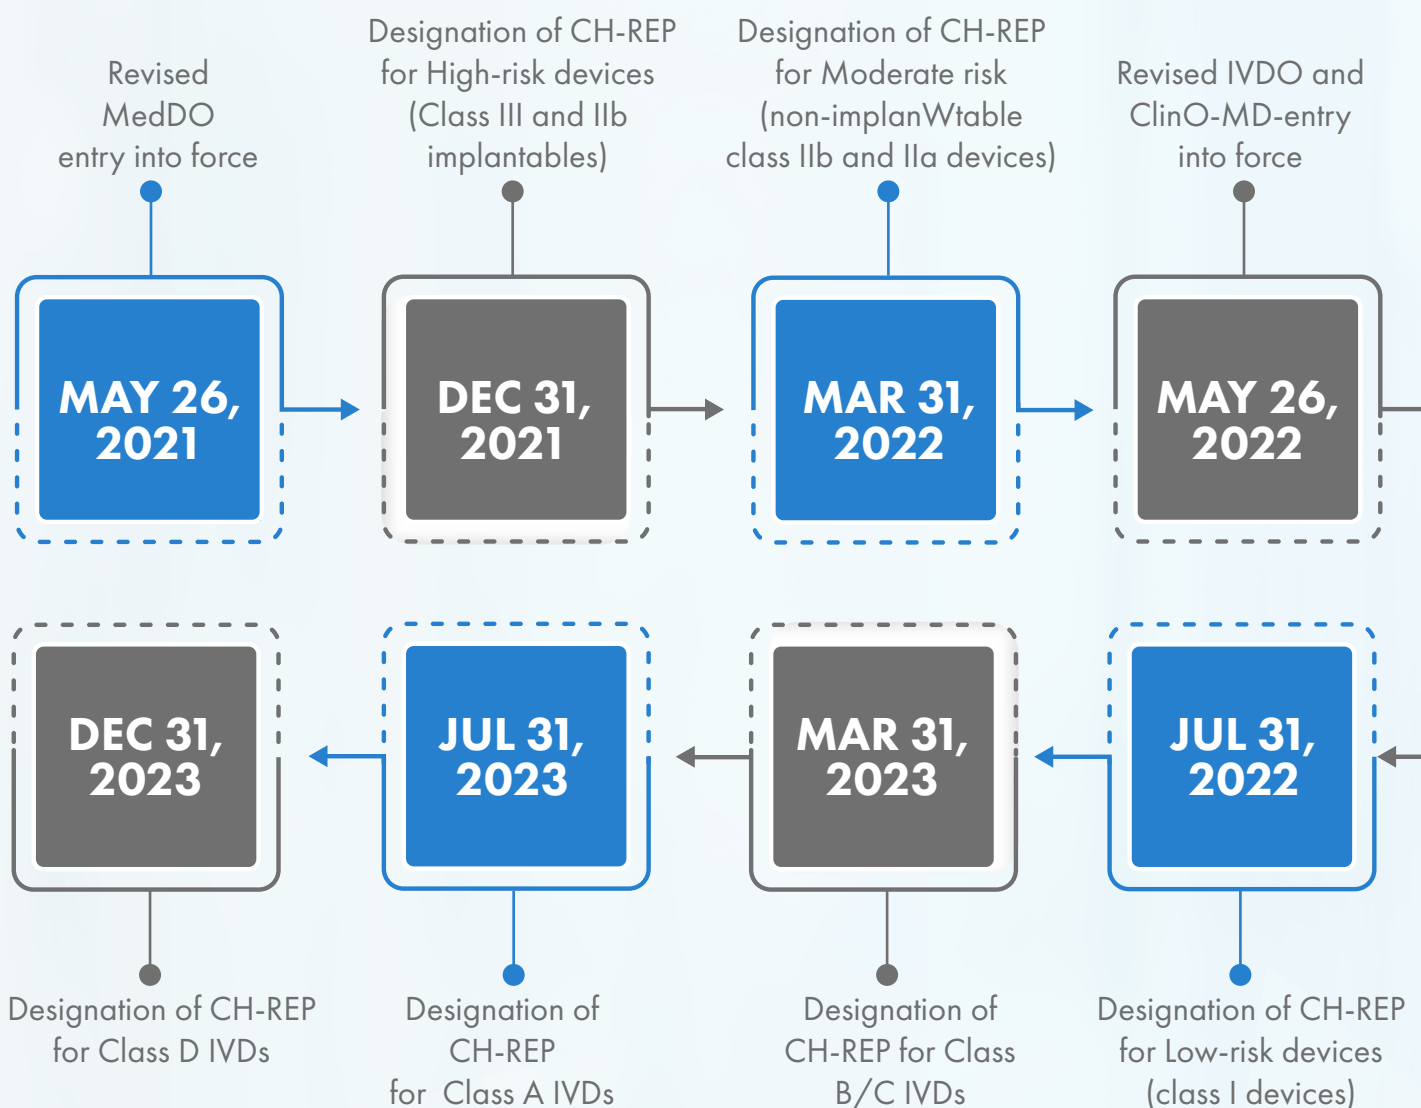 Revised
MedDO
entry into force
MAY 26,
2021
Designation of CH-REP
for High-risk devices
(Class III and IIb
implantables)
DEC 31,
2021
Designation of CH-REP
for Moderate risk
(non-implanWtable
class IIb and IIa devices)
MAR 31,
2022
Revised IVDO and
ClinO-MD-entry
into force
MAY 26,
2022
JUL 31,
2022
Designation of CH-REP
for Low-risk devices
(class I devices)
MAR 31,
2023
Designation of
CH-REP for Class
B/C IVDs
JUL 31,
2023
Designation of
CH-REP
for Class A IVDs
DEC 31,
2023
Designation of CH-REP
for Class D IVDs